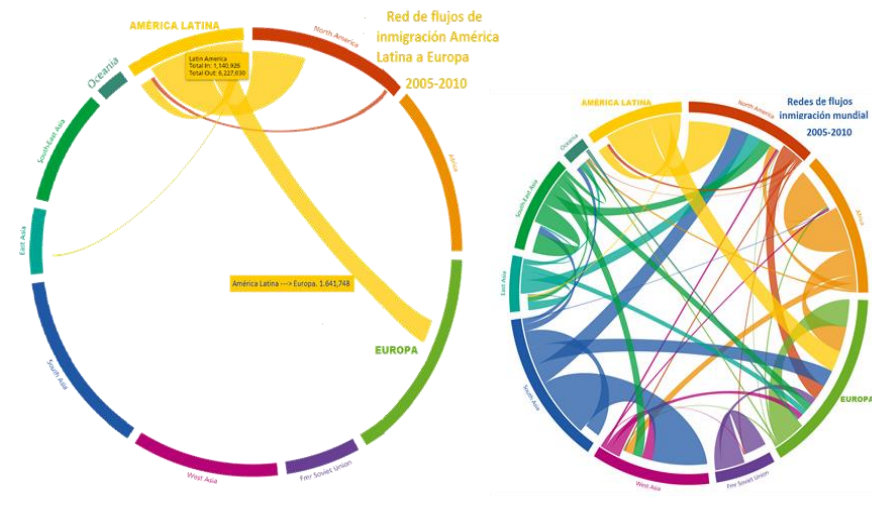 AMÉRICA LATINA
Red de flujos de
inmigración América
Latina a Europa
2005-2010
North America
Oceania
Latin America
Total In: 1,140,925
Total Out: 6,227,630
South-East Asia
Africa
East Asia
América Latina ---> Europa. 1.641,748
EUROPA
South Asia
West Asia
Fmr Soviet Union
Redes de flujos
inmigración mundial
2005-2010
AMÉRICA LATINA
North America
Oceania
South-East Asia
Africa
East Asia
South Asia
EUROPA
West Asia
Fmr Soviet Union